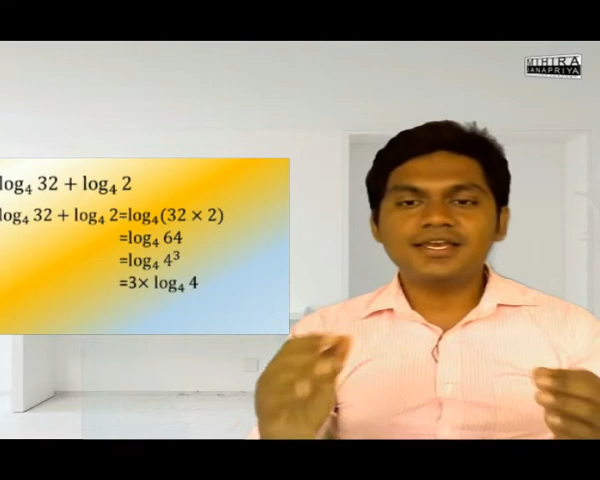 MIHIRA
JANAPRIYA
log₄ 32 + log₄ 2
log₄ 32 + log₄ 2=log₄(32 × 2)
=log₄ 64
=log₄ 4³
=3× log₄ 4